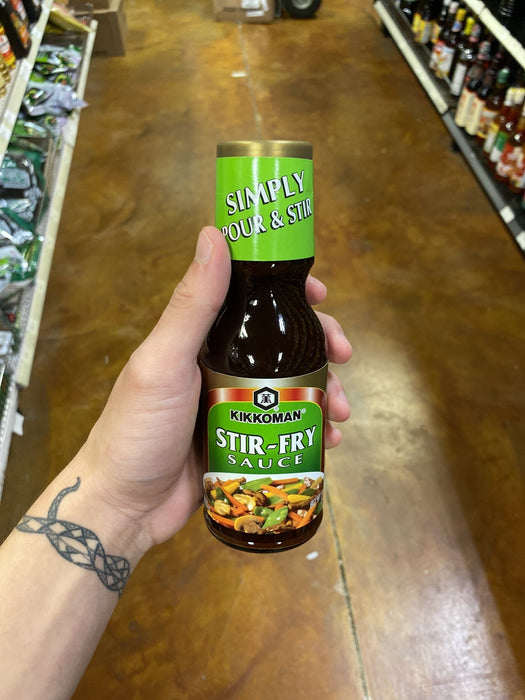 SIMPLY
POUR & STIR
KIKKOMAN®
STIR-FRY
SAUCE